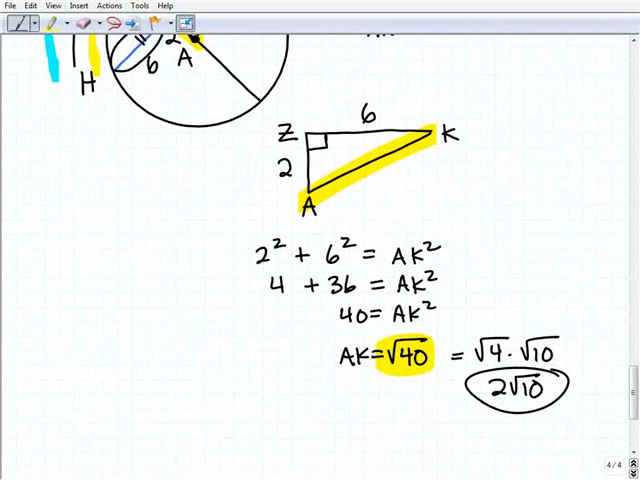 File Edit View Insert Actions Tools Help
2
A
6
H
6
Z K
2
A
2² + 6² = AK²
4 + 36 = AK²
40 = AK²
AK = √40 = √4 · √10
2√10
4 / 4